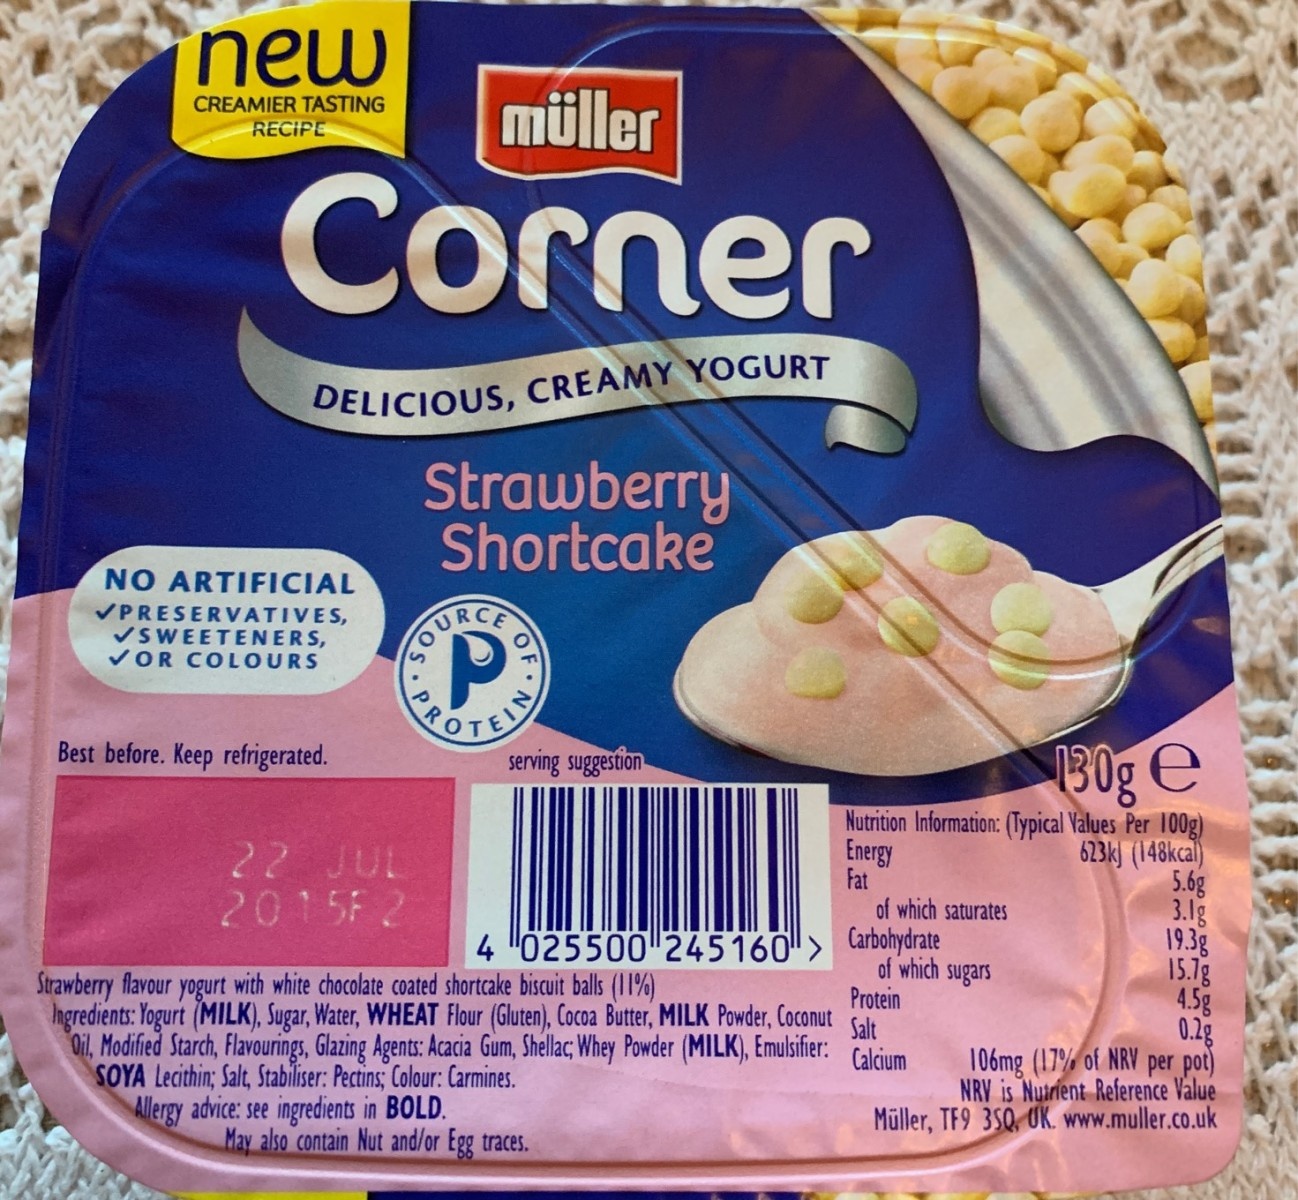 new
CREAMIER TASTING
RECIPE
müller
Corner
DELICIOUS, CREAMY YOGURT
Strawberry
Shortcake
NO ARTIFICIAL
✓PRESERVATIVES,
✓SWEETENERS,
✓OR COLOURS
SOURCE OF
P
PROTEIN
Best before. Keep refrigerated.
serving suggestion
130g e
22 JUL
2015F2
4 025500 245160 >
Nutrition Information: (Typical Values Per 100g)
Energy 623kJ (148kcal)
Fat 5.6g
of which saturates 3.1g
Carbohydrate 19.3g
of which sugars 15.7g
Protein 4.5g
Salt 0.2g
Calcium 106mg (17% of NRV per pot)
NRV is Nutrient Reference Value
Müller, TF9 3SQ, UK. www.muller.co.uk
Strawberry flavour yogurt with white chocolate coated shortcake biscuit balls (11%)
Ingredients: Yogurt (MILK), Sugar, Water, WHEAT Flour (Gluten), Cocoa Butter, MILK Powder, Coconut
Oil, Modified Starch, Flavourings, Glazing Agents: Acacia Gum, Shellac; Whey Powder (MILK), Emulsifier:
SOYA Lecithin; Salt, Stabiliser: Pectins; Colour: Carmines.
Allergy advice: see ingredients in BOLD.
May also contain Nut and/or Egg traces.